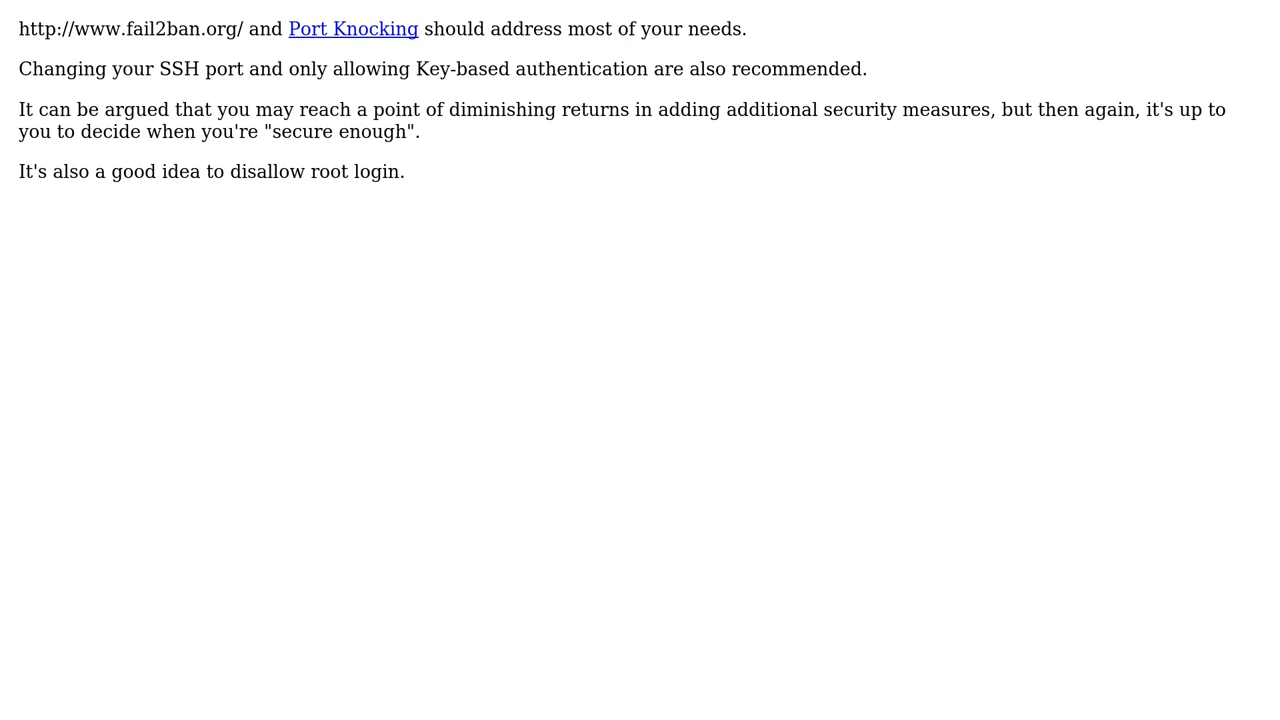 http://www.fail2ban.org/ and Port Knocking should address most of your needs.
Changing your SSH port and only allowing Key-based authentication are also recommended.
It can be argued that you may reach a point of diminishing returns in adding additional security measures, but then again, it's up to
you to decide when you're "secure enough".
It's also a good idea to disallow root login.